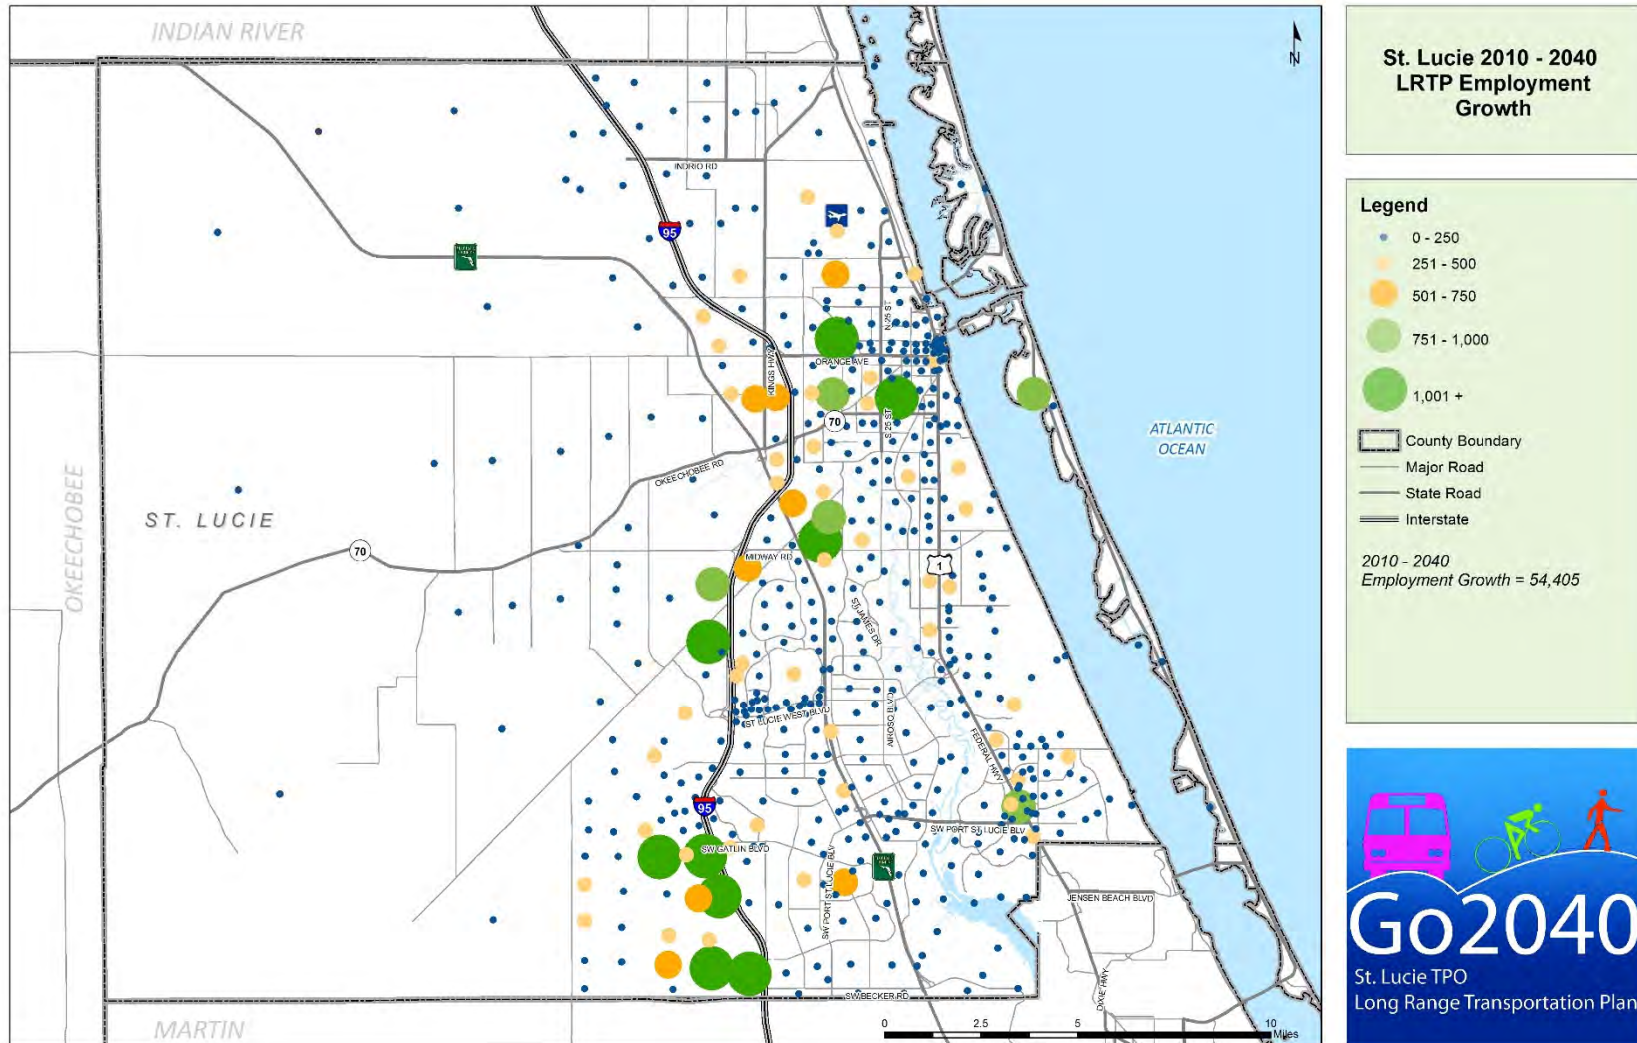 INDIAN RIVER
N
INDRIO RD
95
N 25 ST
KINGS HWY
ORANGE AVE
70
S 25 ST
ATLANTIC
OCEAN
OKEECHOBEE RD
OKEECHOBEE
ST. LUCIE
70
MIDWAY RD
1
ST JAMES DR
ST LUCIE WEST BLVD
AIROSO BLVD
FEDERAL HWY
95
SW PORT ST LUCIE BLV
SW GATLIN BLVD
SW PORT ST LUCIE BLV
JENSEN BEACH BLVD
DIXIE HWY
SW BECKER RD
MARTIN
0 2.5 5 10
Miles
St. Lucie 2010 - 2040
LRTP Employment
Growth
Legend
0 - 250
251 - 500
501 - 750
751 - 1,000
1,001 +
County Boundary
Major Road
State Road
Interstate
2010 - 2040
Employment Growth = 54,405
Go2040
St. Lucie TPO
Long Range Transportation Plan